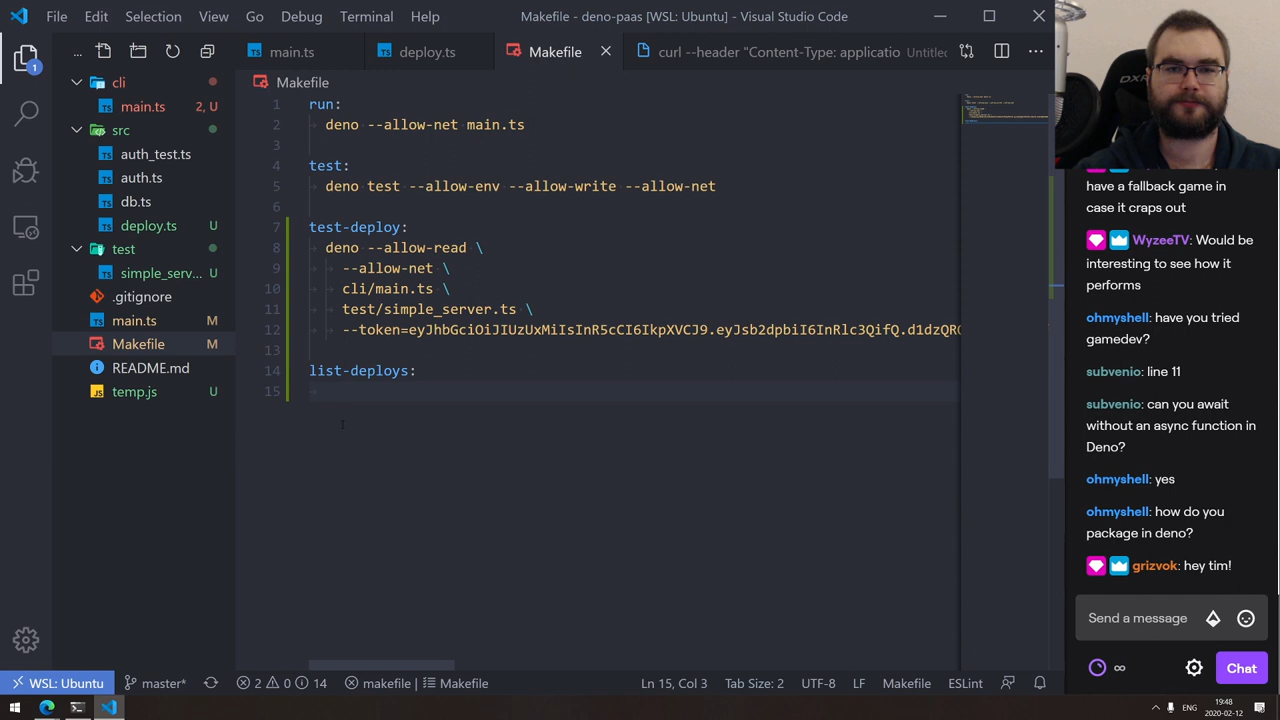 File Edit Selection View Go Debug Terminal Help
Makefile - deno-paas [WSL: Ubuntu] - Visual Studio Code
main.ts
deploy.ts
Makefile
curl --header "Content-Type: applicatio Untitled
cli
main.ts 2, U
src
auth_test.ts
auth.ts
db.ts
deploy.ts U
test
simple_serv... U
.gitignore
main.ts M
Makefile M
README.md
temp.js U
1
Makefile
1 run:
2 deno --allow-net main.ts
3
4 test:
5 deno test --allow-env --allow-write --allow-net
6
7 test-deploy:
8 deno --allow-read \
9 --allow-net \
10 cli/main.ts \
11 test/simple_server.ts \
12 --token=eyJhbGciOiJIUzUxMiIsInR5cCI6IkpXVCJ9.eyJsb2dpbiI6InRlc3QifQ.d1dzQRO
13
14 list-deploys:
15
DXR
have a fallback game in
case it craps out
WyzeeTV: Would be
interesting to see how it
performs
ohmyshell: have you tried
gamedev?
subvenio: line 11
subvenio: can you await
without an async function in
Deno?
ohmyshell: yes
ohmyshell: how do you
package in deno?
grizvok: hey tim!
Send a message
∞
Chat
WSL: Ubuntu master* 2 0 14 makefile | Makefile Ln 15, Col 3 Tab Size: 2 UTF-8 LF Makefile ESLint
ENG 19:48
2020-02-12